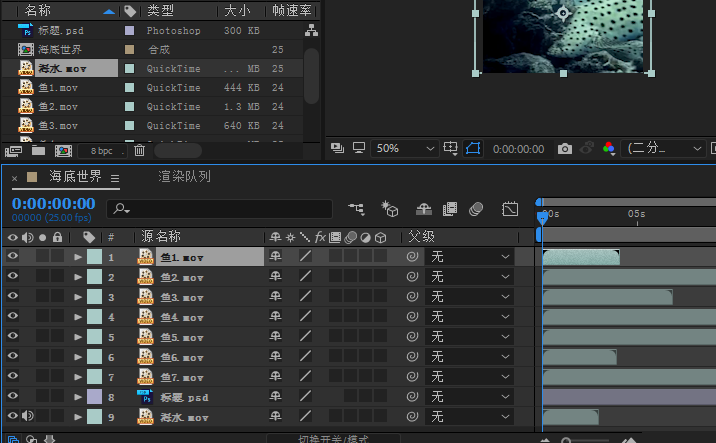 名称 类型 大小 帧速率
标题.psd Photoshop 300 KB
海底世界 合成 25
海水.mov QuickTime ... MB 25
鱼1.mov QuickTime 444 KB 24
鱼2.mov QuickTime 1.3 MB 24
鱼3.mov QuickTime 640 KB 24
8 bpc
50% 0:00:00:00 (二分...
× 海底世界 渲染队列
0:00:00:00
00000 (25.00 fps)
:00s 05s
# 源名称 fx 父级
1 鱼1.mov 无
2 鱼2.mov 无
3 鱼3.mov 无
4 鱼4.mov 无
5 鱼5.mov 无
6 鱼6.mov 无
7 鱼7.mov 无
8 Ps 标题.psd 无
9 海水.mov 无
切换开关/模式